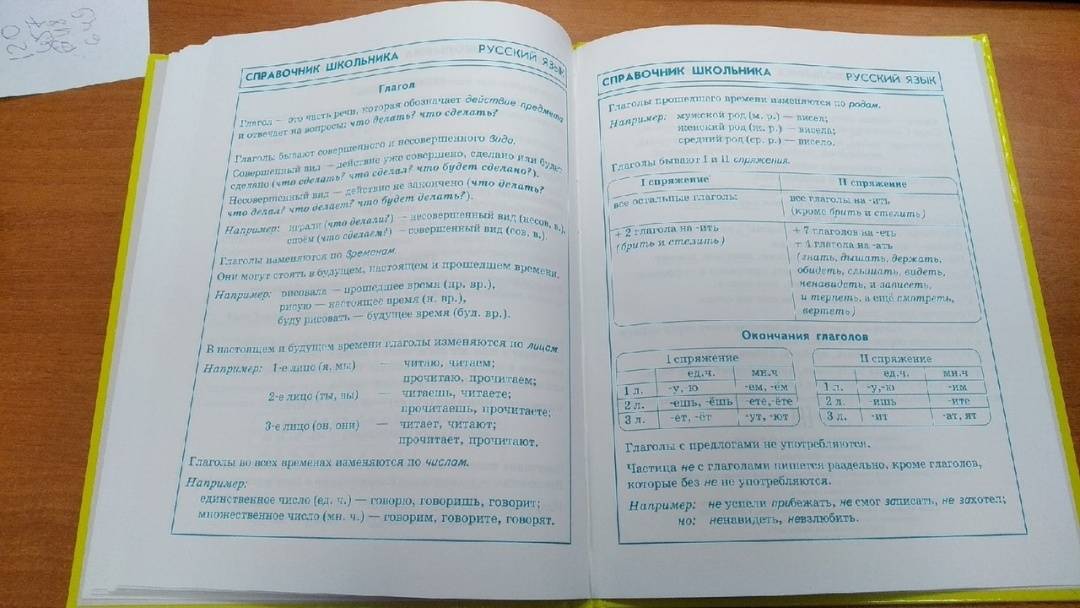 СПРАВОЧНИК ШКОЛЬНИКА РУССКИЙ ЯЗЫК
Глагол
Глагол — это часть речи, которая обозначает действие предмета
и отвечает на вопросы: что делать? что сделать?
Глаголы бывают совершенного и несовершенного вида.
Совершенный вид — действие уже совершено, сделано или будет
сделано (что сделать? что сделал? что будет сделано?).
Несовершенный вид — действие не закончено (что делать?
что делал? что делает? что будет делать?).
Например: играли (что делали?) — несовершенный вид (несов. в.),
споём (что сделаем?) — совершенный вид (сов. в.).
Глаголы изменяются по временам.
Они могут стоять в будущем, настоящем и прошедшем времени.
Например: рисовала — прошедшее время (пр. вр.),
рисую — настоящее время (н. вр.),
буду рисовать — будущее время (буд. вр.).
В настоящем и будущем времени глаголы изменяются по лицам
Например: 1-е лицо (я, мы) — читаю, читаем;
прочитаю, прочитаем;
2-е лицо (ты, вы) — читаешь, читаете;
прочитаешь, прочитаете;
3-е лицо (он, они) — читает, читают;
прочитает, прочитают.
Глаголы во всех временах изменяются по числам.
Например:
единственное число (ед. ч.) — говорю, говоришь, говорит;
множественное число (мн. ч.) — говорим, говорите, говорят.
СПРАВОЧНИК ШКОЛЬНИКА РУССКИЙ ЯЗЫК
Глаголы прошедшего времени изменяются по родам.
Например: мужской род (м. р.) — висел;
женский род (ж. р.) — висела;
средний род (ср. р.) — висело.
Глаголы бывают I и II спряжения.
I спряжение II спряжение
все остальные глаголы все глаголы на -ить
(кроме брить и стелить)
+ 2 глагола на -ить + 7 глаголов на -еть
(брить и стелить) + 4 глагола на -ать
(гнать, дышать, держать,
обидеть, слышать, видеть,
ненавидеть, и зависеть,
и терпеть, а ещё смотреть,
вертеть)
Окончания глаголов
I спряжение II спряжение
ед.ч. мн.ч ед.ч. мн.ч
1 л. -у, -ю -ем, -ём 1 л. -у,-ю -им
2 л. -ешь, -ёшь -ете, -ёте 2 л. -ишь -ите
3 л. -ет, -ёт -ут, -ют 3 л. -ит -ат, ят
Глаголы с предлогами не употребляются.
Частица не с глаголами пишется раздельно, кроме глаголов,
которые без не не употребляются.
Например: не успели прибежать, не смог записать, не захотел;
но: ненавидеть, невзлюбить.